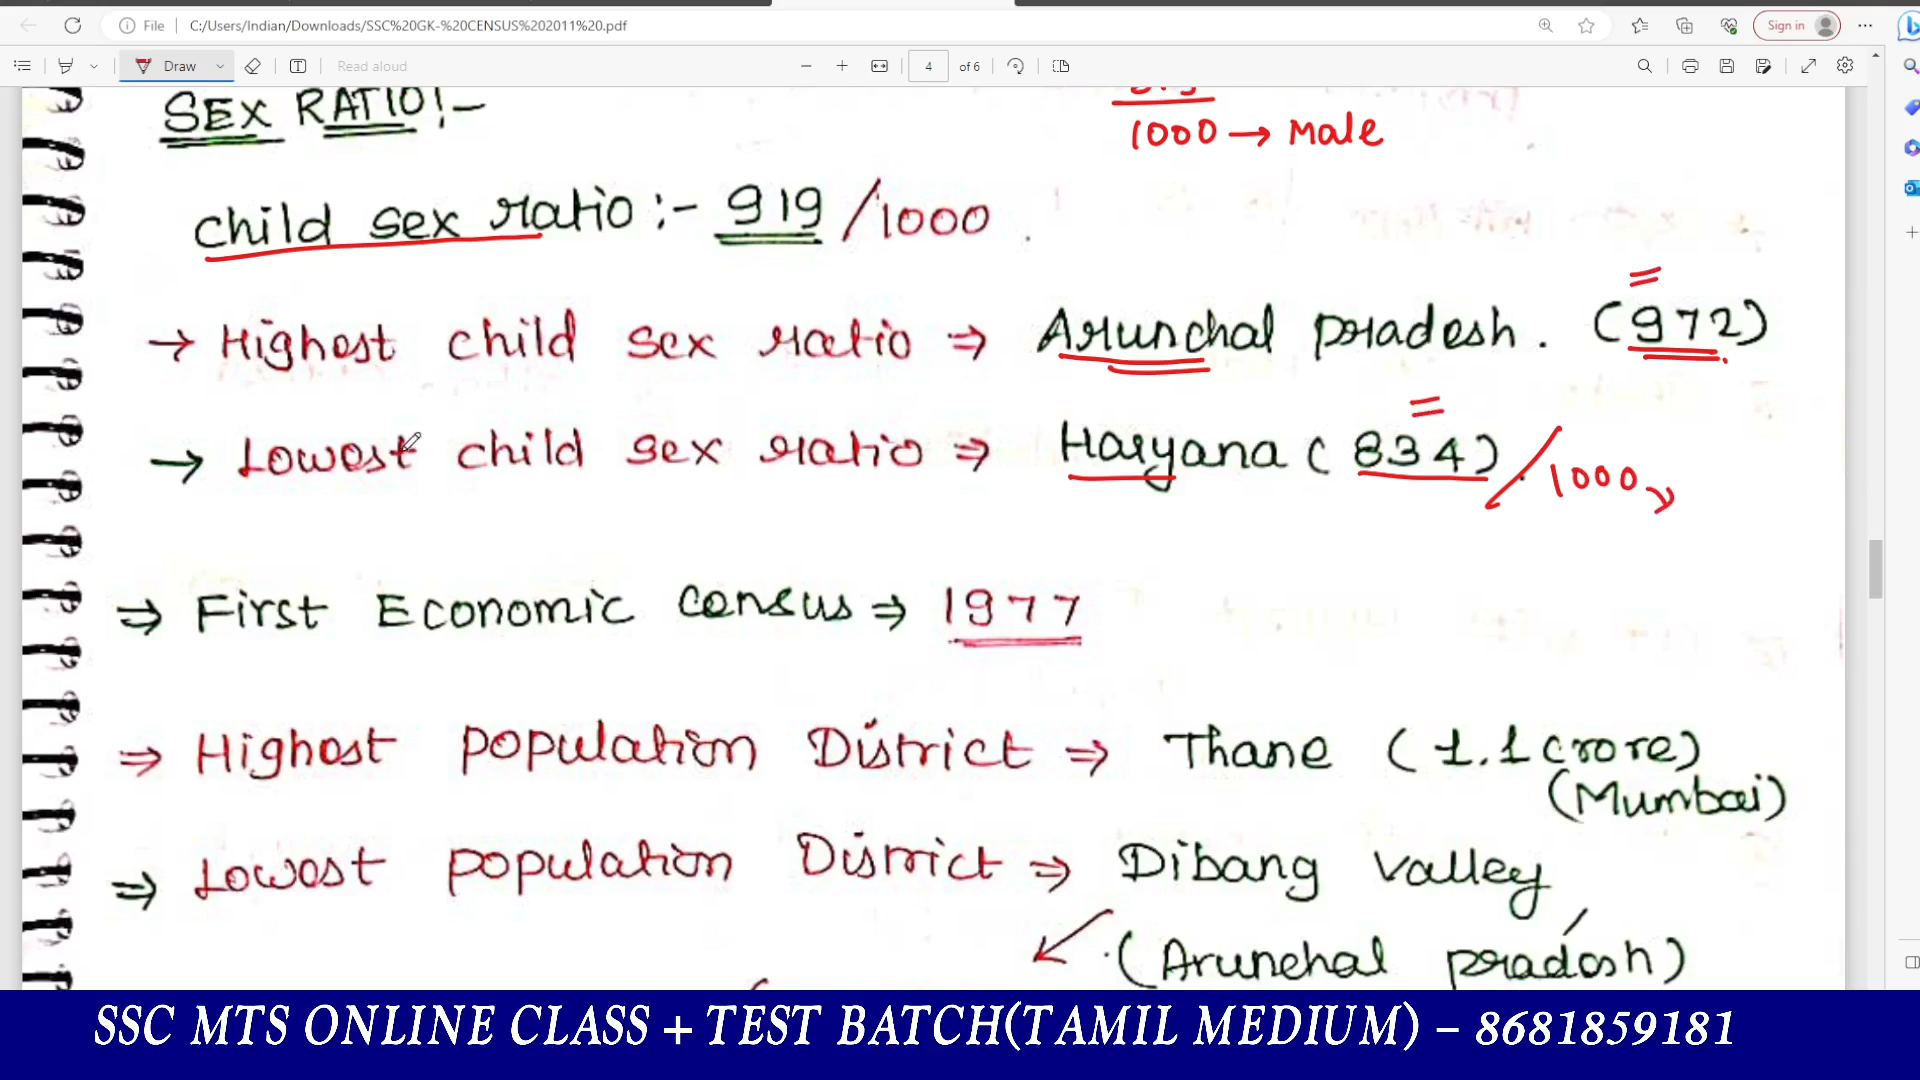 File C:/Users/Indian/Downloads/SSC%20GK-%20CENSUS%202011%20.pdf
Sign in
Draw
Read aloud
4 of 6
SEX RATIO:-
1000 → Male
child sex ratio :- 919 / 1000
→ Highest child sex ratio ⇒ Arunchal pradesh. (972)
→ Lowest child sex ratio ⇒ Haryana (834) / 1000
⇒ First Economic census ⇒ 1977
⇒ Highest population District ⇒ Thane (1.1 crore)
(Mumbai)
⇒ Lowest population District ⇒ Dibang valley
(Arunchal pradesh)
SSC MTS ONLINE CLASS + TEST BATCH(TAMIL MEDIUM) – 8681859181